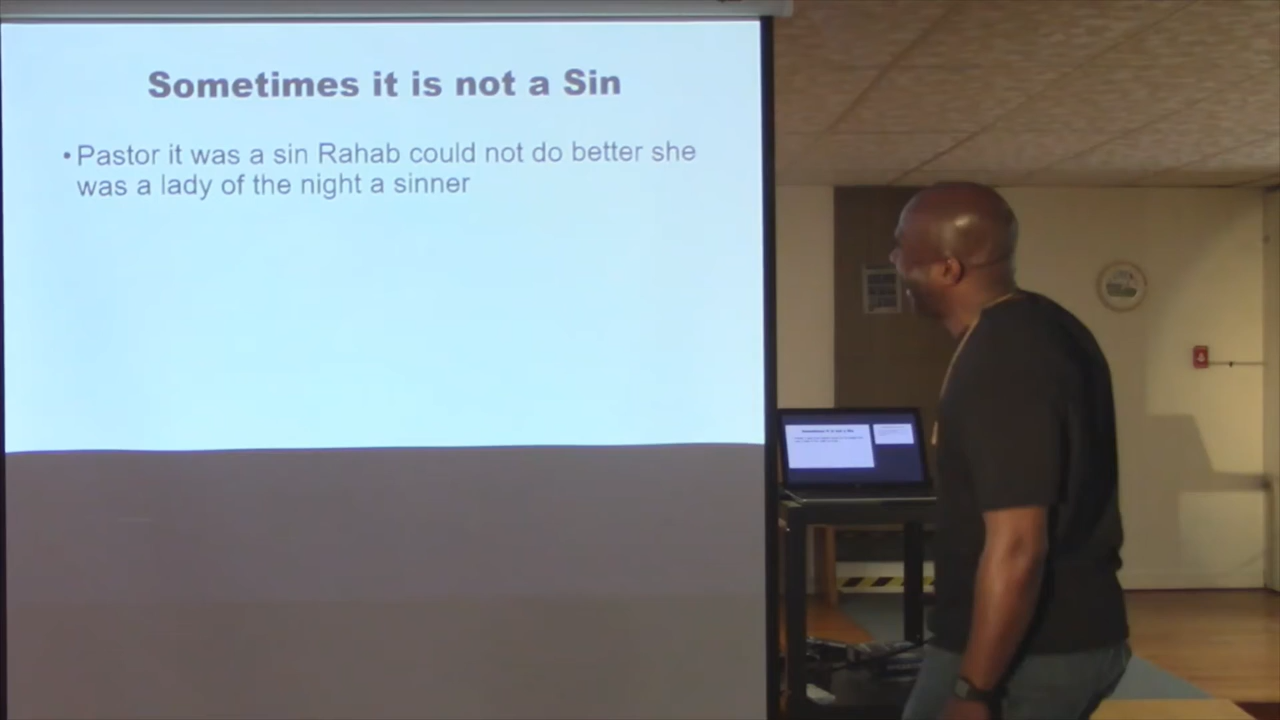 Sometimes it is not a Sin
• Pastor it was a sin Rahab could not do better she
was a lady of the night a sinner